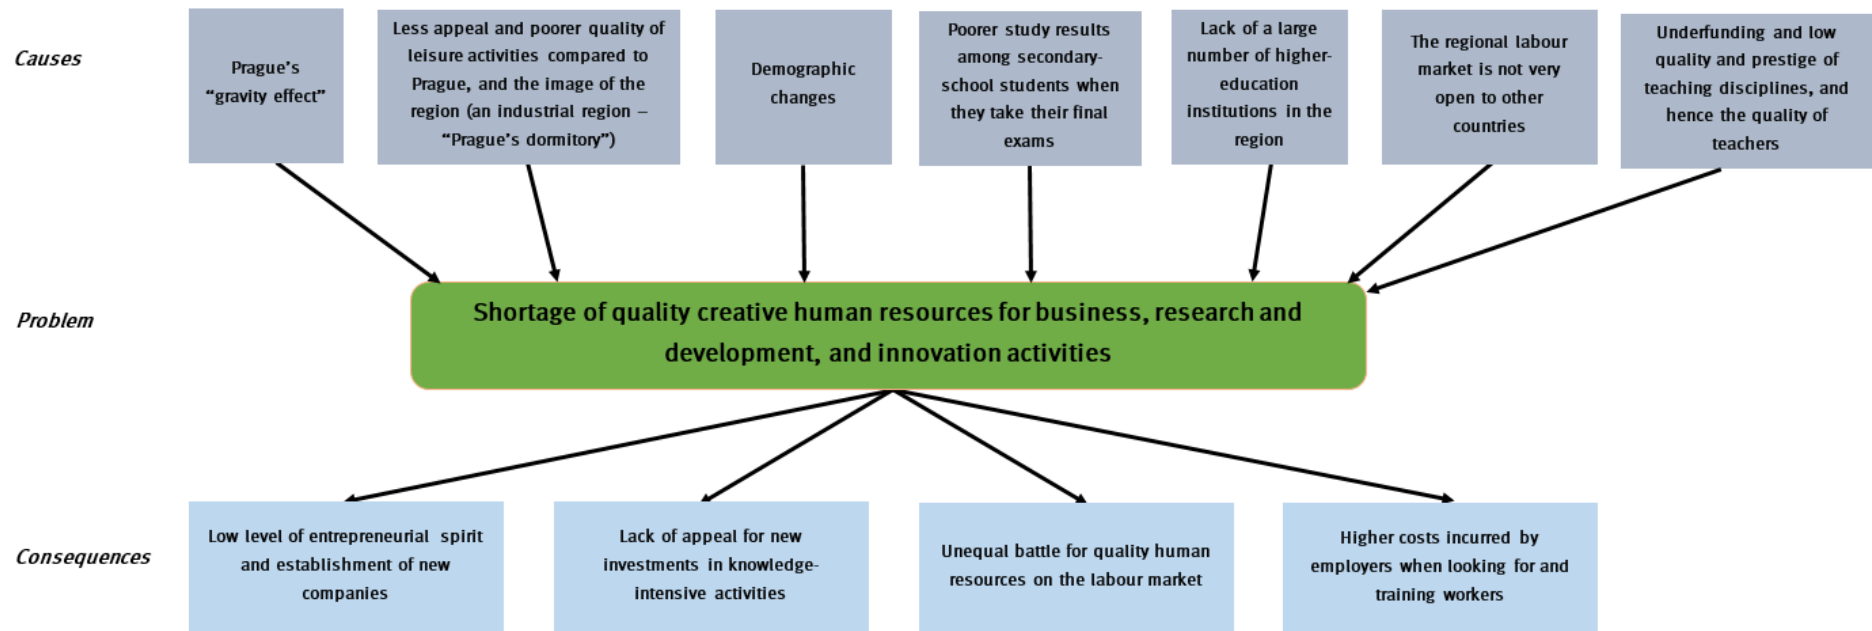 Causes
Prague's
"gravity effect"
Less appeal and poorer quality of
leisure activities compared to
Prague, and the image of the
region (an industrial region –
"Prague's dormitory")
Demographic
changes
Poorer study results
among secondary-
school students when
they take their final
exams
Lack of a large
number of higher-
education
institutions in the
region
The regional labour
market is not very
open to other
countries
Underfunding and low
quality and prestige of
teaching disciplines, and
hence the quality of
teachers
Problem
Shortage of quality creative human resources for business, research and
development, and innovation activities
Consequences
Low level of entrepreneurial spirit
and establishment of new
companies
Lack of appeal for new
investments in knowledge-
intensive activities
Unequal battle for quality human
resources on the labour market
Higher costs incurred by
employers when looking for and
training workers